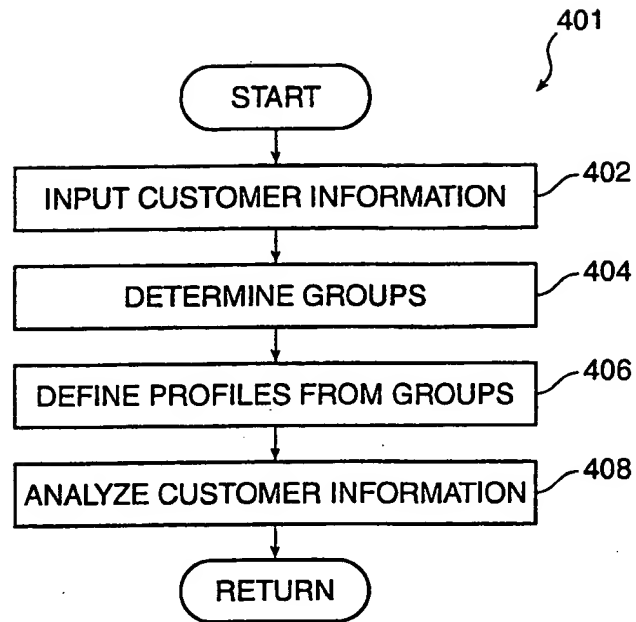 401
START
INPUT CUSTOMER INFORMATION
402
DETERMINE GROUPS
404
DEFINE PROFILES FROM GROUPS
406
ANALYZE CUSTOMER INFORMATION
408
RETURN